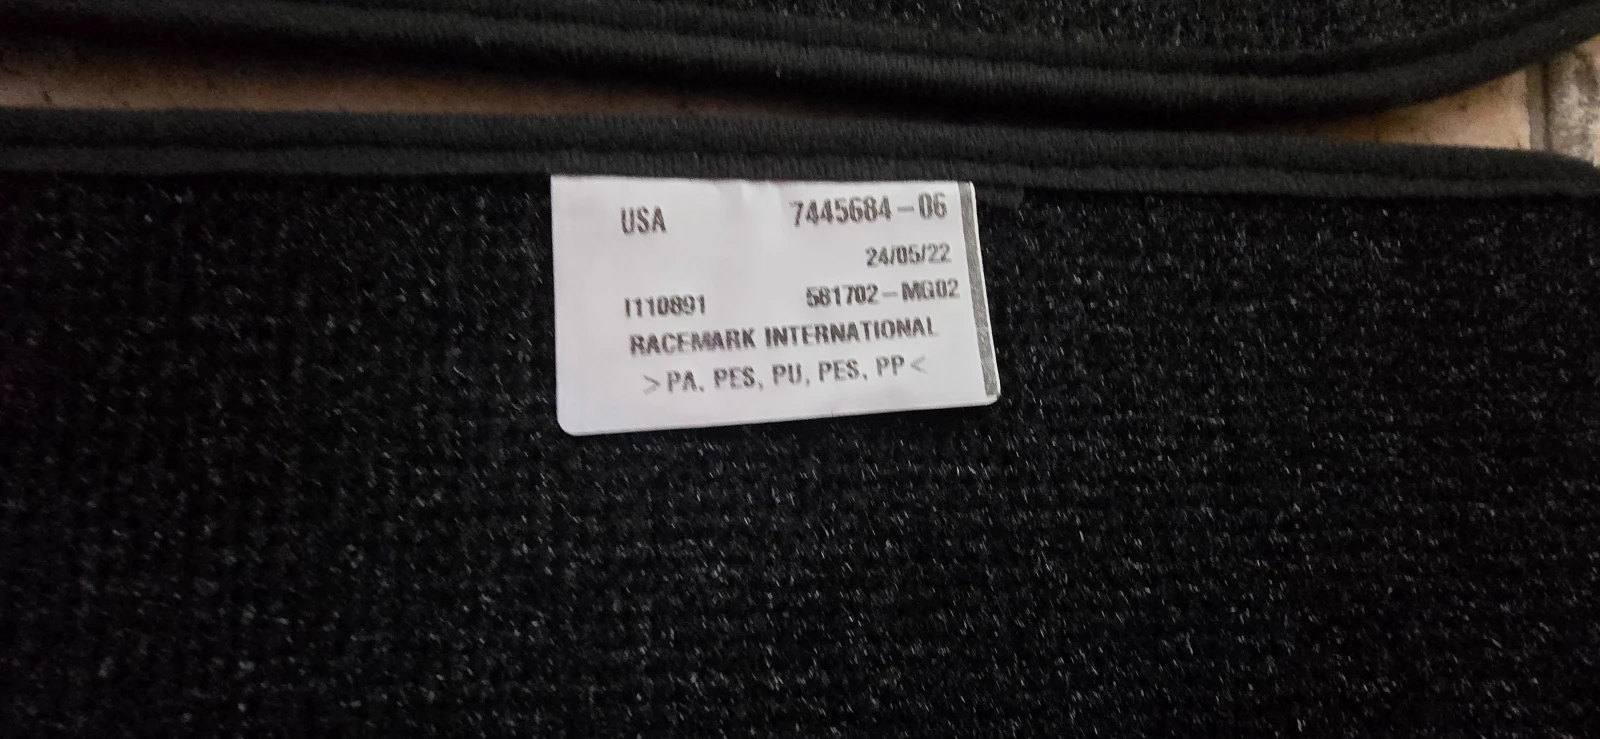 USA 7445684-06
24/05/22
I110891 581702-MG02
RACEMARK INTERNATIONAL
>PA, PES, PU, PES, PP<